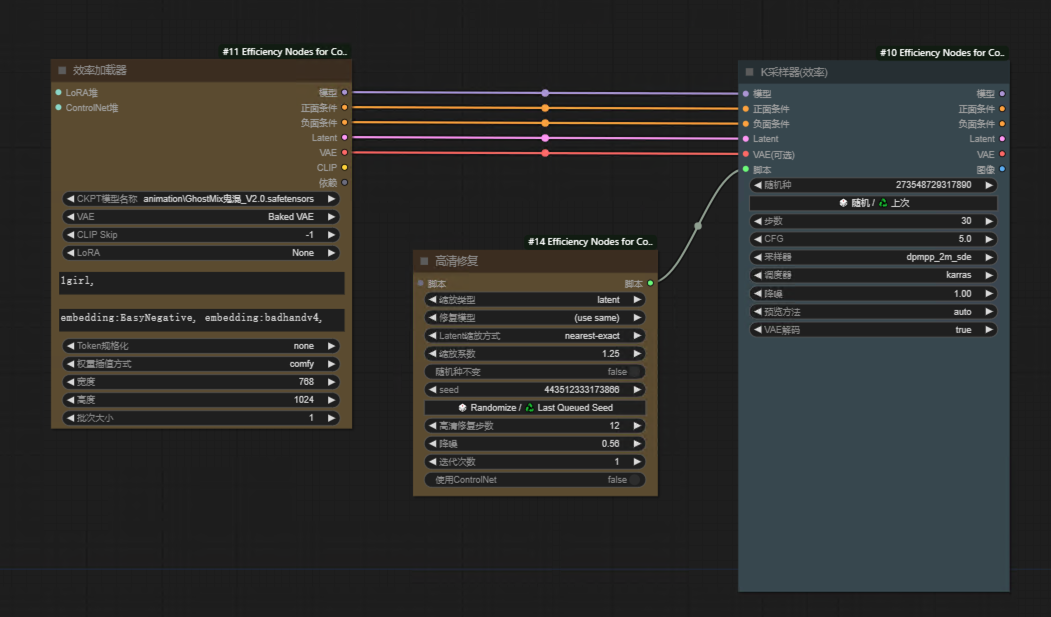 #11 Efficiency Nodes for Co..
效率加载器
LoRA堆 模型
ControlNet堆 正面条件
负面条件
Latent
VAE
CLIP
依赖
CKPT模型名称 animation\GhostMix鬼混_V2.0.safetensors
VAE Baked VAE
CLIP Skip -1
LoRA None
1girl,
embedding:EasyNegative, embedding:badhandv4,
Token规格化 none
权重插值方式 comfy
宽度 768
高度 1024
批次大小 1
#14 Efficiency Nodes for Co..
高清修复
脚本 脚本
缩放类型 latent
修复模型 (use same)
Latent缩放方式 nearest-exact
缩放系数 1.25
随机种不变 false
seed 443512333173866
Randomize / Last Queued Seed
高清修复步数 12
降噪 0.56
迭代次数 1
使用ControlNet false
#10 Efficiency Nodes for Co..
K采样器(效率)
模型 模型
正面条件 正面条件
负面条件 负面条件
Latent Latent
VAE(可选) VAE
脚本 图像
随机种 273548729317890
随机 / 上次
步数 30
CFG 5.0
采样器 dpmpp_2m_sde
调度器 karras
降噪 1.00
预览方法 auto
VAE解码 true